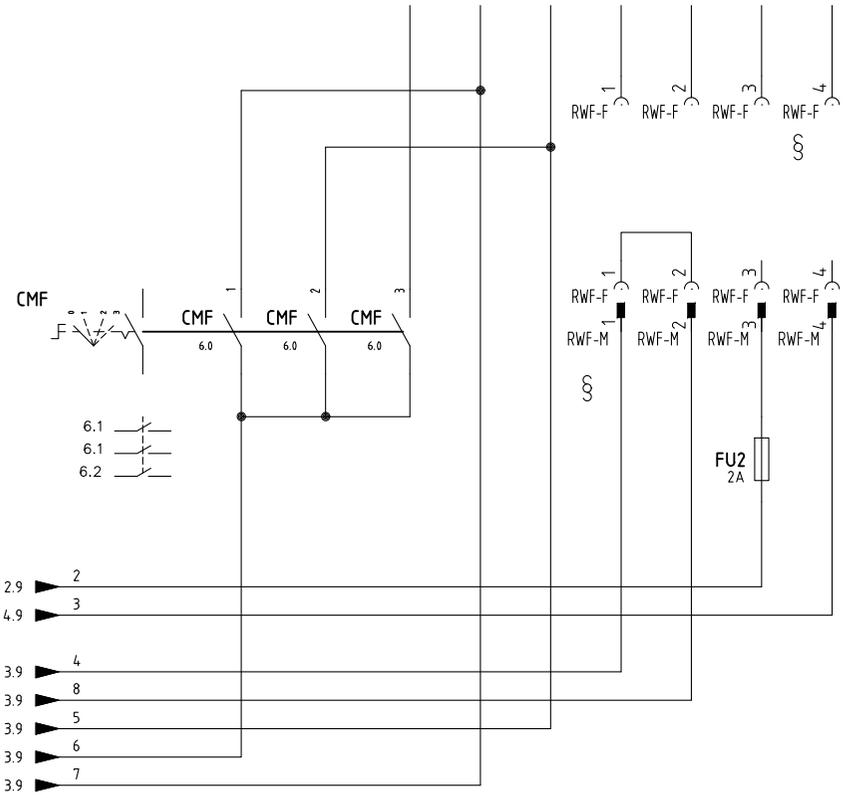 1 2 3 4
RWF-F RWF-F RWF-F RWF-F
§
1 2 3 4
RWF-F RWF-F RWF-F RWF-F
1 2 3 4
RWF-M RWF-M RWF-M RWF-M
§
CMF
0 1 2 3
1 2 3
CMF CMF CMF
6.0 6.0 6.0
6.1
6.1
6.2
FU2
2A
2.9 2
4.9 3
3.9 4
3.9 8
3.9 5
3.9 6
3.9 7